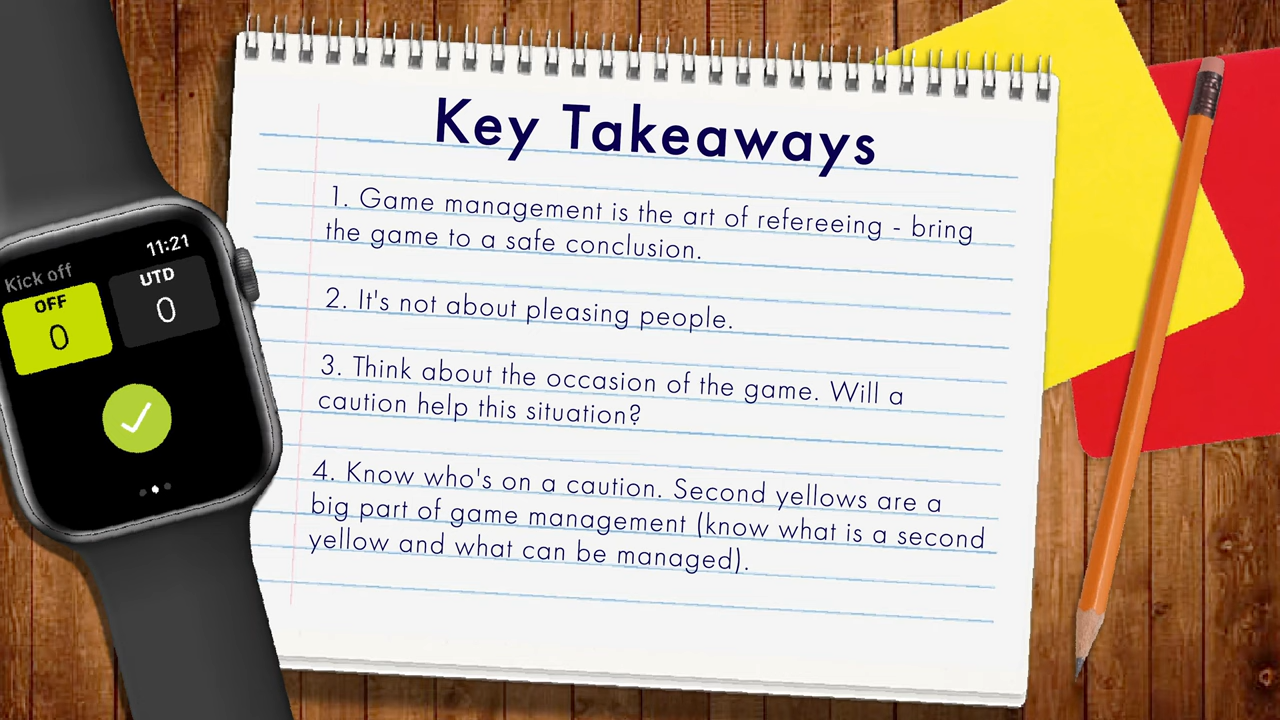 Key Takeaways
1. Game management is the art of refereeing - bring
the game to a safe conclusion.
2. It's not about pleasing people.
3. Think about the occasion of the game. Will a
caution help this situation?
4. Know who's on a caution. Second yellows are a
big part of game management (know what is a second
yellow and what can be managed).
11:21
Kick off
OFF
UTD
0
0